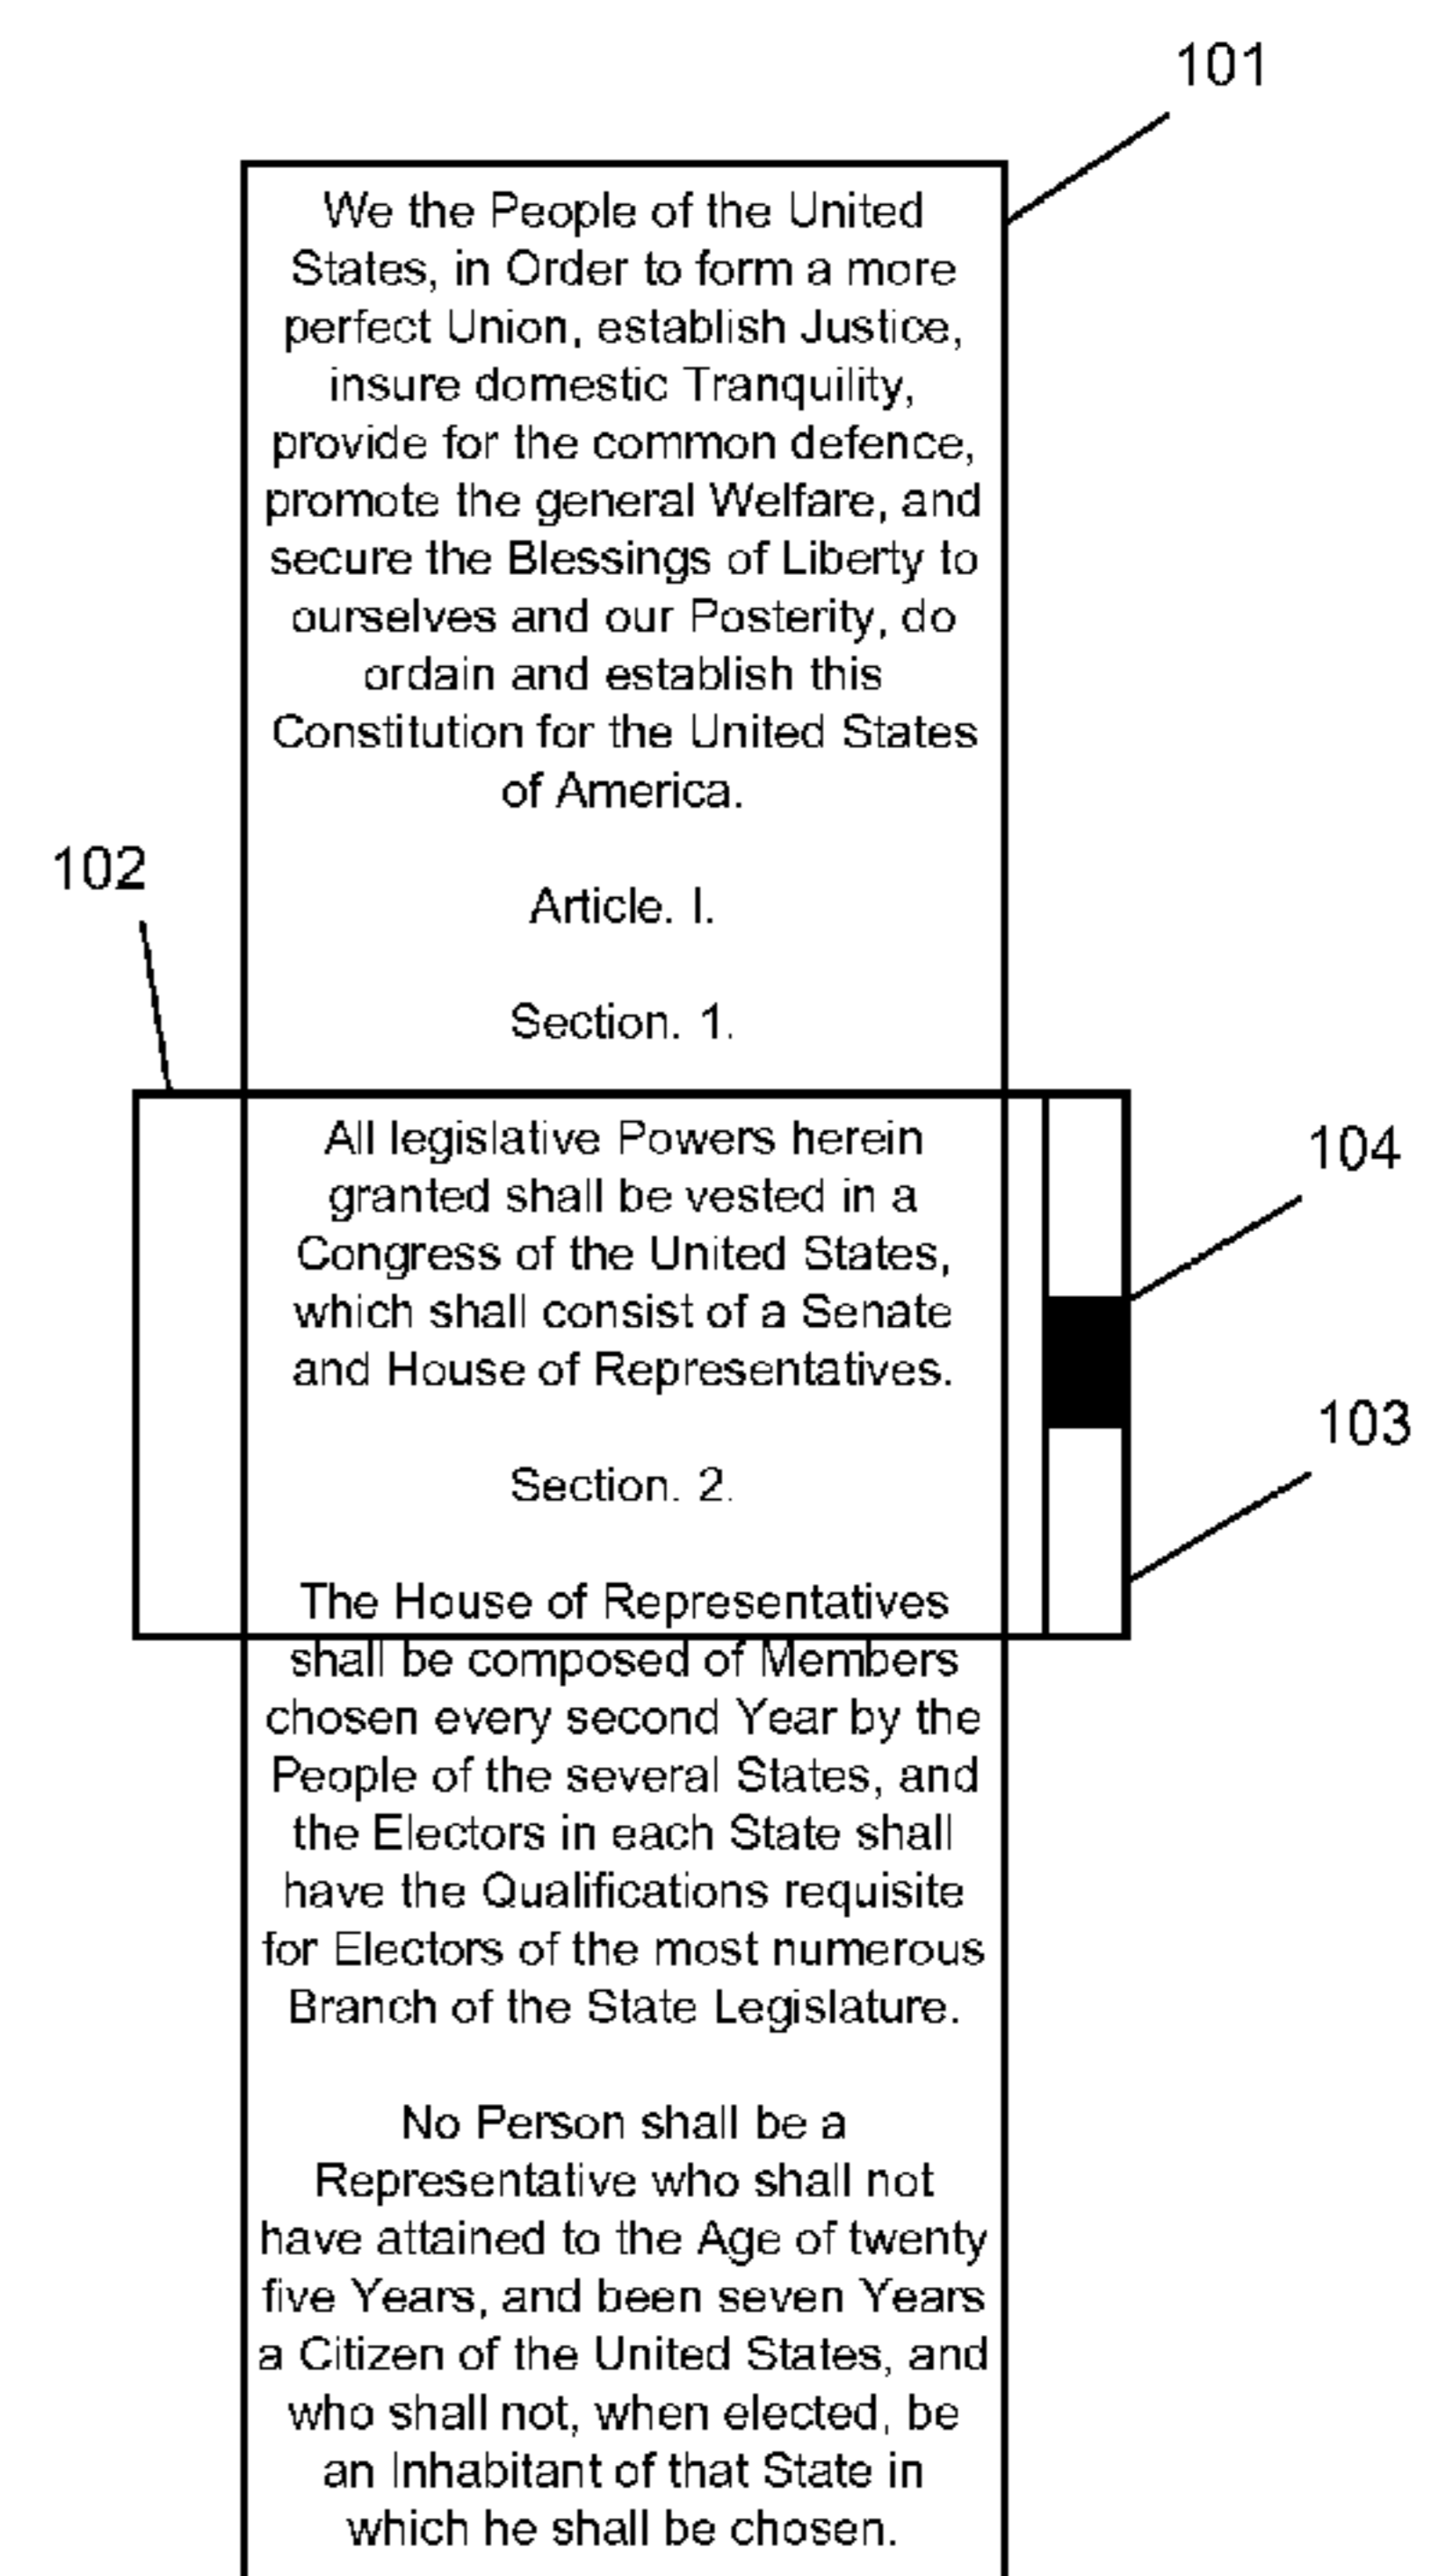 101
We the People of the United
States, in Order to form a more
perfect Union, establish Justice,
insure domestic Tranquility,
provide for the common defence,
promote the general Welfare, and
secure the Blessings of Liberty to
ourselves and our Posterity, do
ordain and establish this
Constitution for the United States
of America.
102
Article. I.
Section. 1.
All legislative Powers herein
104
granted shall be vested in a
Congress of the United States,
which shall consist of a Senate
and House of Representatives.
103
Section. 2.
The House of Representatives
shall be composed of Members
chosen every second Year by the
People of the several States, and
the Electors in each State shall
have the Qualifications requisite
for Electors of the most numerous
Branch of the State Legislature.
No Person shall be a
Representative who shall not
have attained to the Age of twenty
five Years, and been seven Years
a Citizen of the United States, and
who shall not, when elected, be
an Inhabitant of that State in
which he shall be chosen.